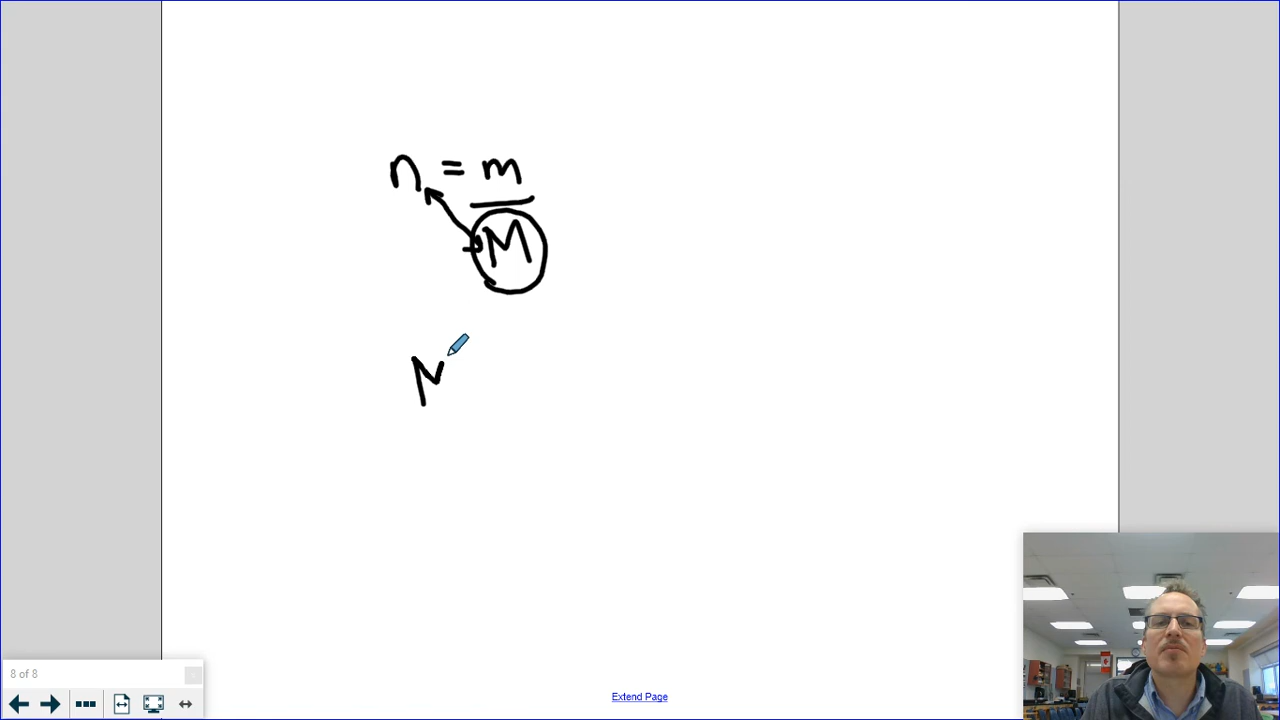 n = m
M
8 of 8
Extend Page